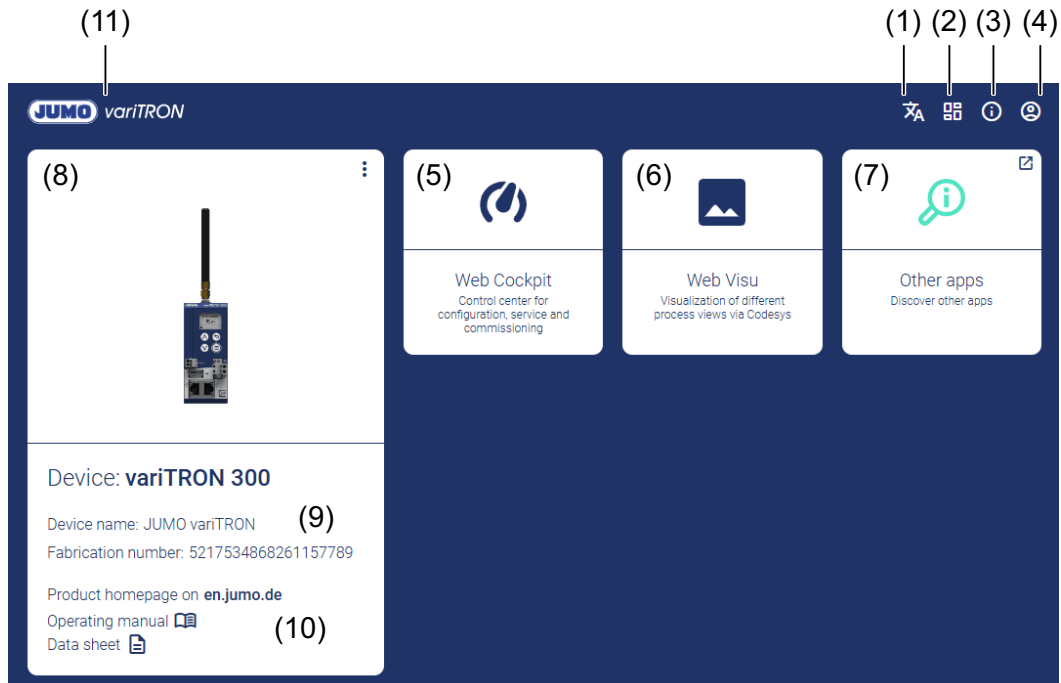 (11) (1) (2) (3) (4)
JUMO variTRON
(8) (5) (6) (7)
Web Cockpit
Control center for
configuration, service and
commissioning
Web Visu
Visualization of different
process views via Codesys
Other apps
Discover other apps
Device: variTRON 300
Device name: JUMO variTRON (9)
Fabrication number: 5217534868261157789
Product homepage on en.jumo.de
Operating manual (10)
Data sheet